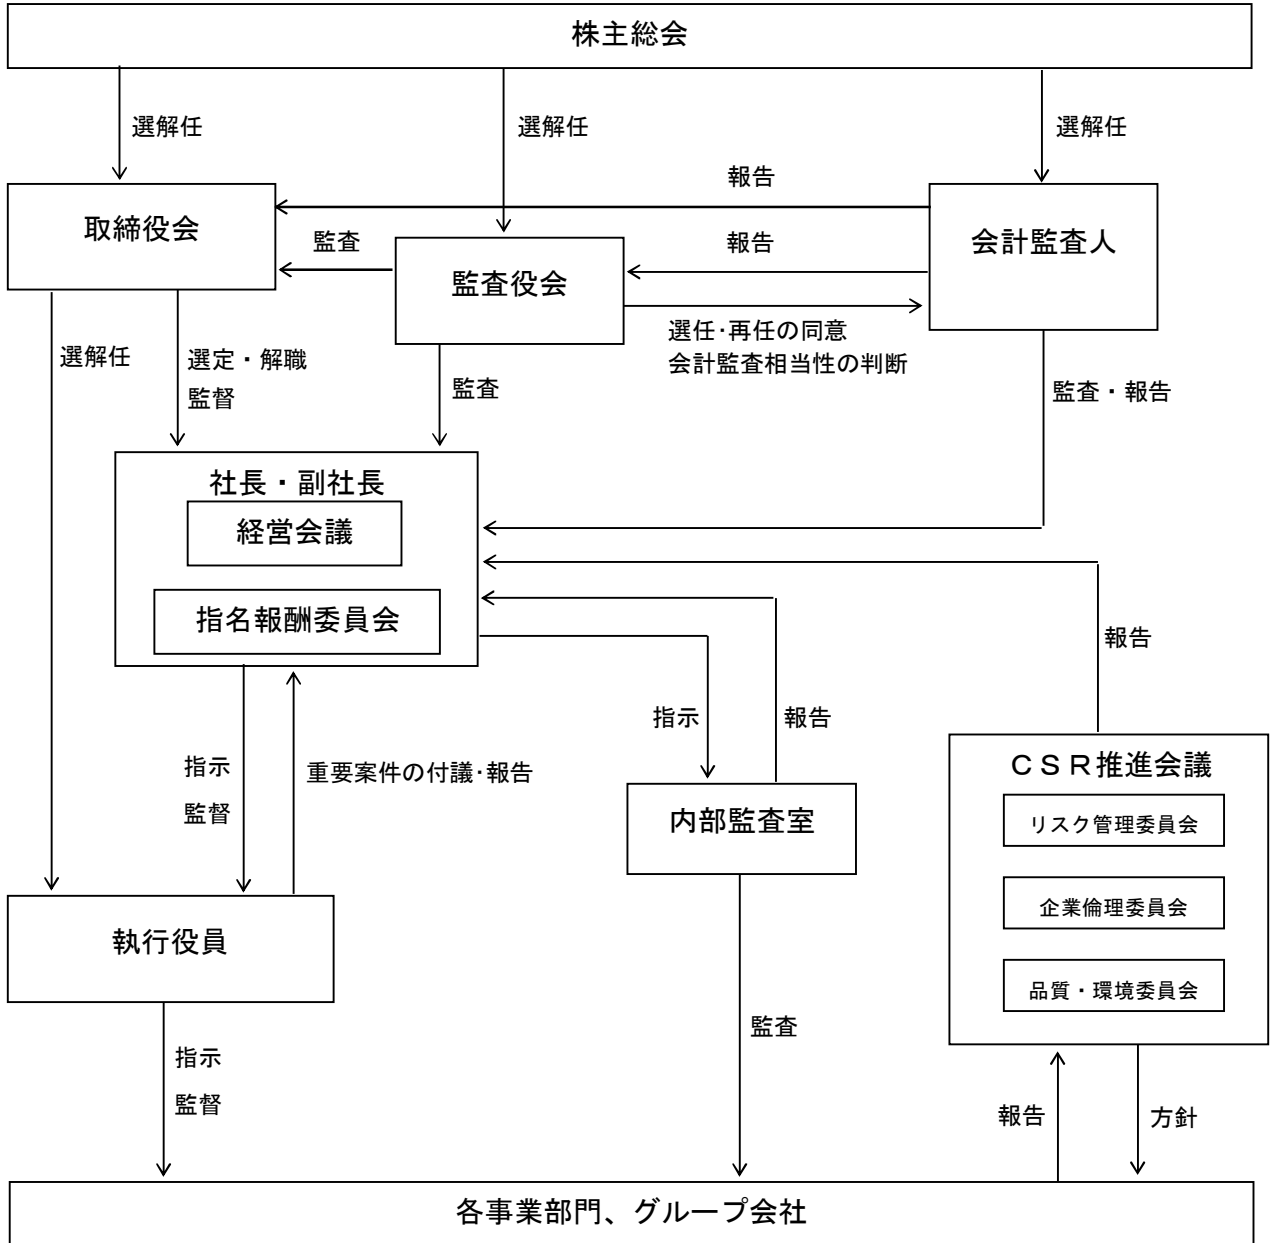 株主総会
選解任
選解任
選解任
報告
取締役会
監査
報告
会計監査人
監査役会
選任･再任の同意
会計監査相当性の判断
選解任
選定・解職
監督
監査
監査・報告
社長・副社長
経営会議
指名報酬委員会
報告
指示
報告
指示
監督
重要案件の付議･報告
内部監査室
ＣＳＲ推進会議
リスク管理委員会
企業倫理委員会
品質・環境委員会
執行役員
指示
監督
監査
報告
方針
各事業部門、グループ会社